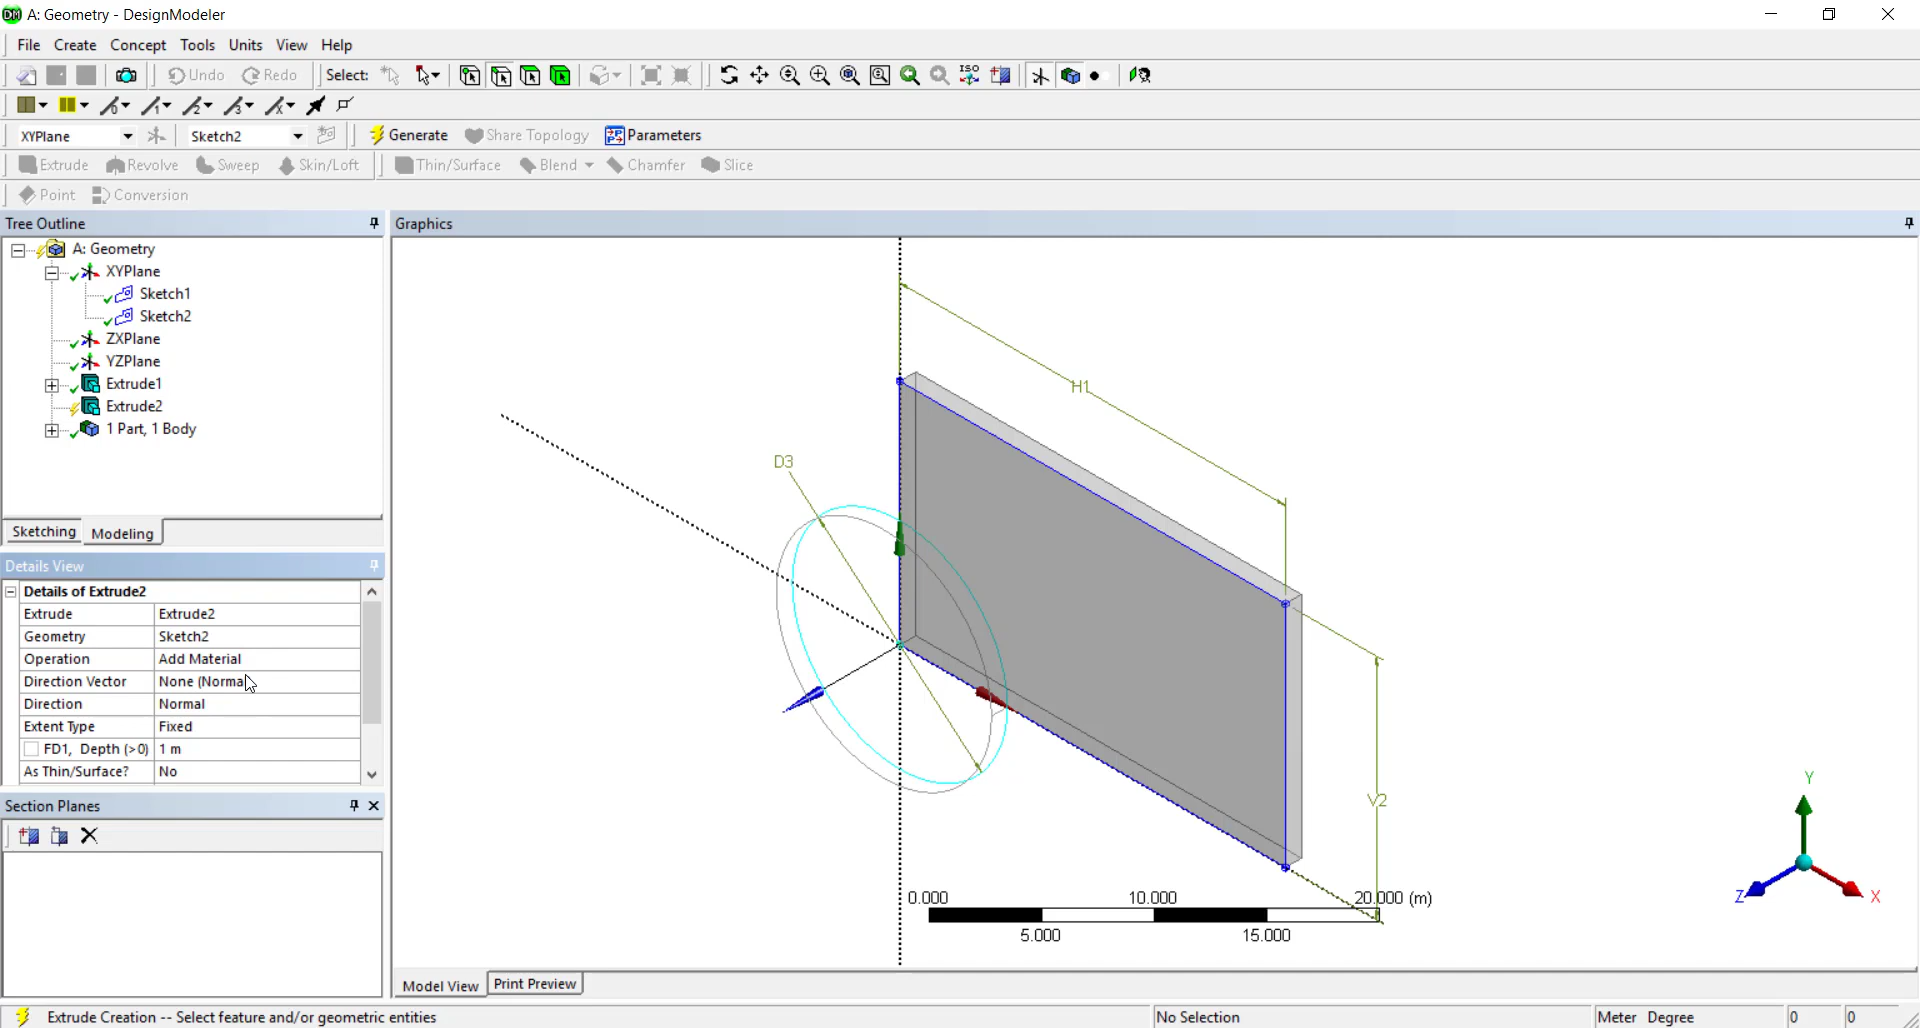 A: Geometry - DesignModeler
File Create Concept Tools Units View Help
Undo Redo Select: ISO
XYPlane Sketch2 Generate Share Topology Parameters
Extrude Revolve Sweep Skin/Loft Thin/Surface Blend Chamfer Slice
Point Conversion
Tree Outline
A: Geometry
XYPlane
Sketch1
Sketch2
ZXPlane
YZPlane
Extrude1
Extrude2
1 Part, 1 Body
Sketching Modeling
Details View
Details of Extrude2
Extrude Extrude2
Geometry Sketch2
Operation Add Material
Direction Vector None (Normal
Direction Normal
Extent Type Fixed
FD1, Depth (>0) 1 m
As Thin/Surface? No
Section Planes
Graphics
H1
D3
V2
0.000 10.000 20.000 (m)
5.000 15.000
Y
Z X
Model View Print Preview
Extrude Creation -- Select feature and/or geometric entities No Selection Meter Degree 0 0